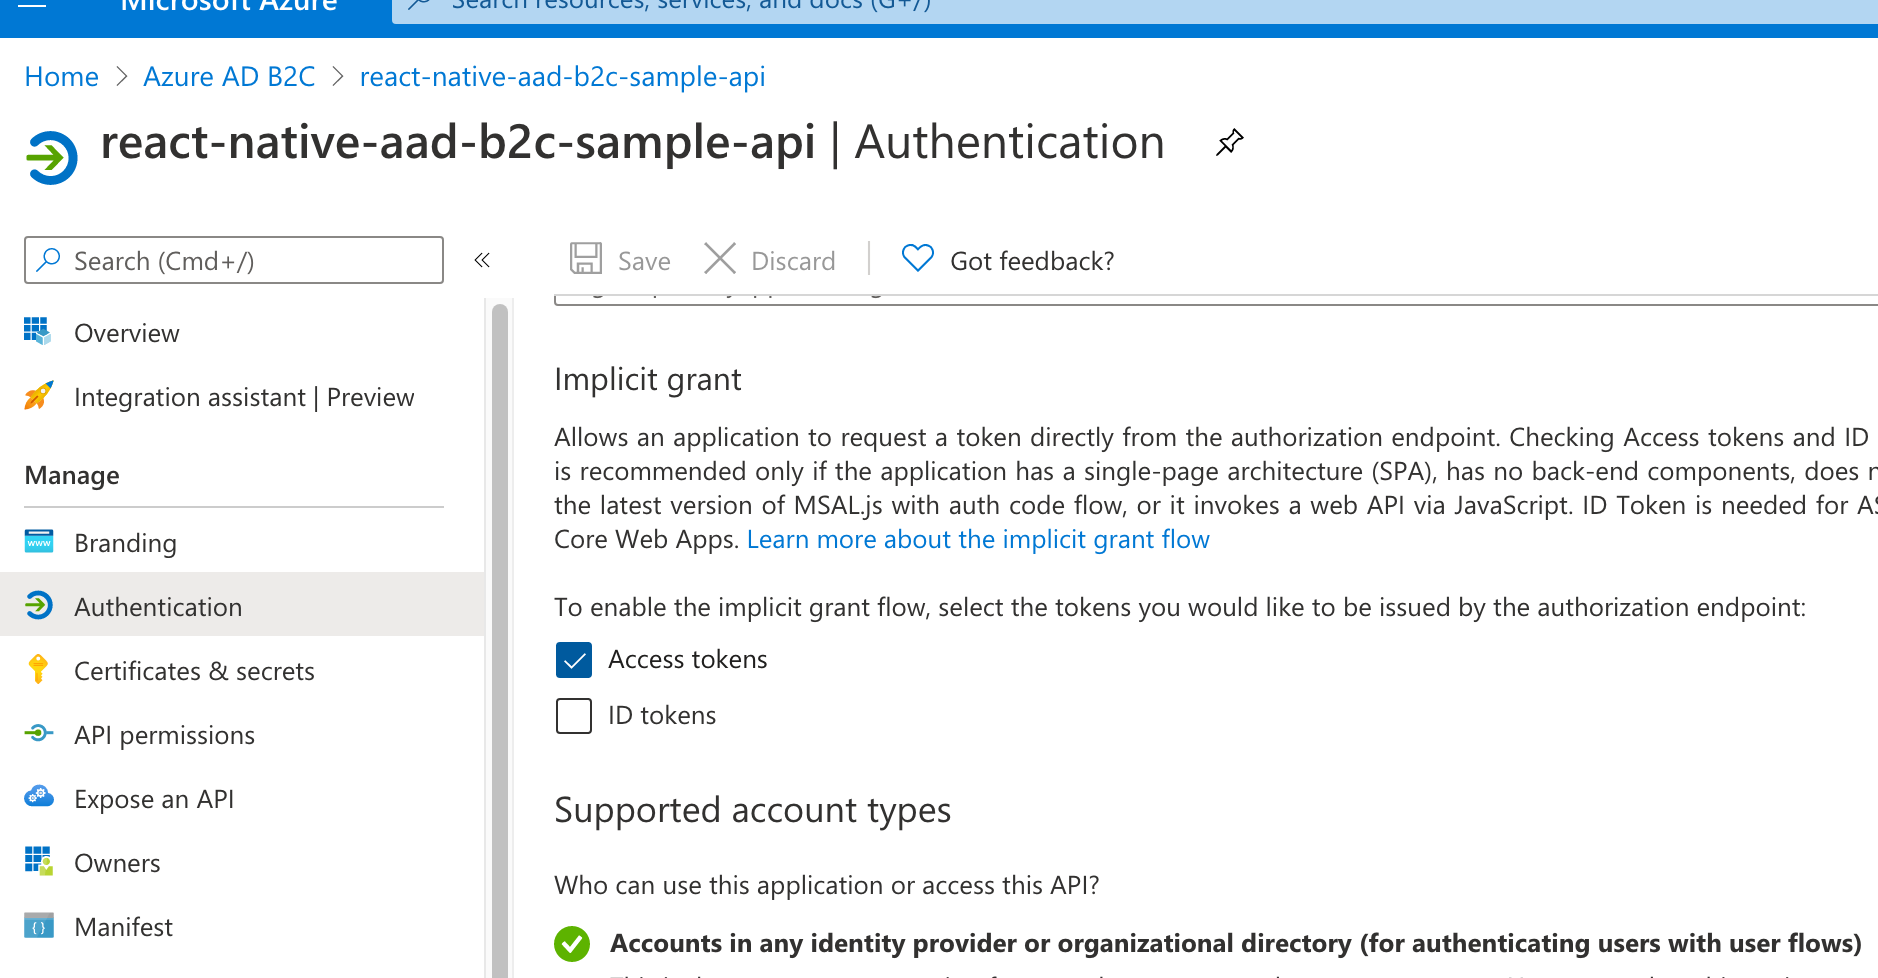 Microsoft Azure
Search resources, services, and docs (G+/)
Home > Azure AD B2C > react-native-aad-b2c-sample-api
react-native-aad-b2c-sample-api | Authentication
Search (Cmd+/)
«
Save
Discard
Got feedback?
Overview
Integration assistant | Preview
Manage
Branding
Authentication
Certificates & secrets
API permissions
Expose an API
Owners
Manifest
Implicit grant
Allows an application to request a token directly from the authorization endpoint. Checking Access tokens and ID
is recommended only if the application has a single-page architecture (SPA), has no back-end components, does
the latest version of MSAL.js with auth code flow, or it invokes a web API via JavaScript. ID Token is needed for
Core Web Apps. Learn more about the implicit grant flow
To enable the implicit grant flow, select the tokens you would like to be issued by the authorization endpoint:
Access tokens
ID tokens
Supported account types
Who can use this application or access this API?
Accounts in any identity provider or organizational directory (for authenticating users with user flows)